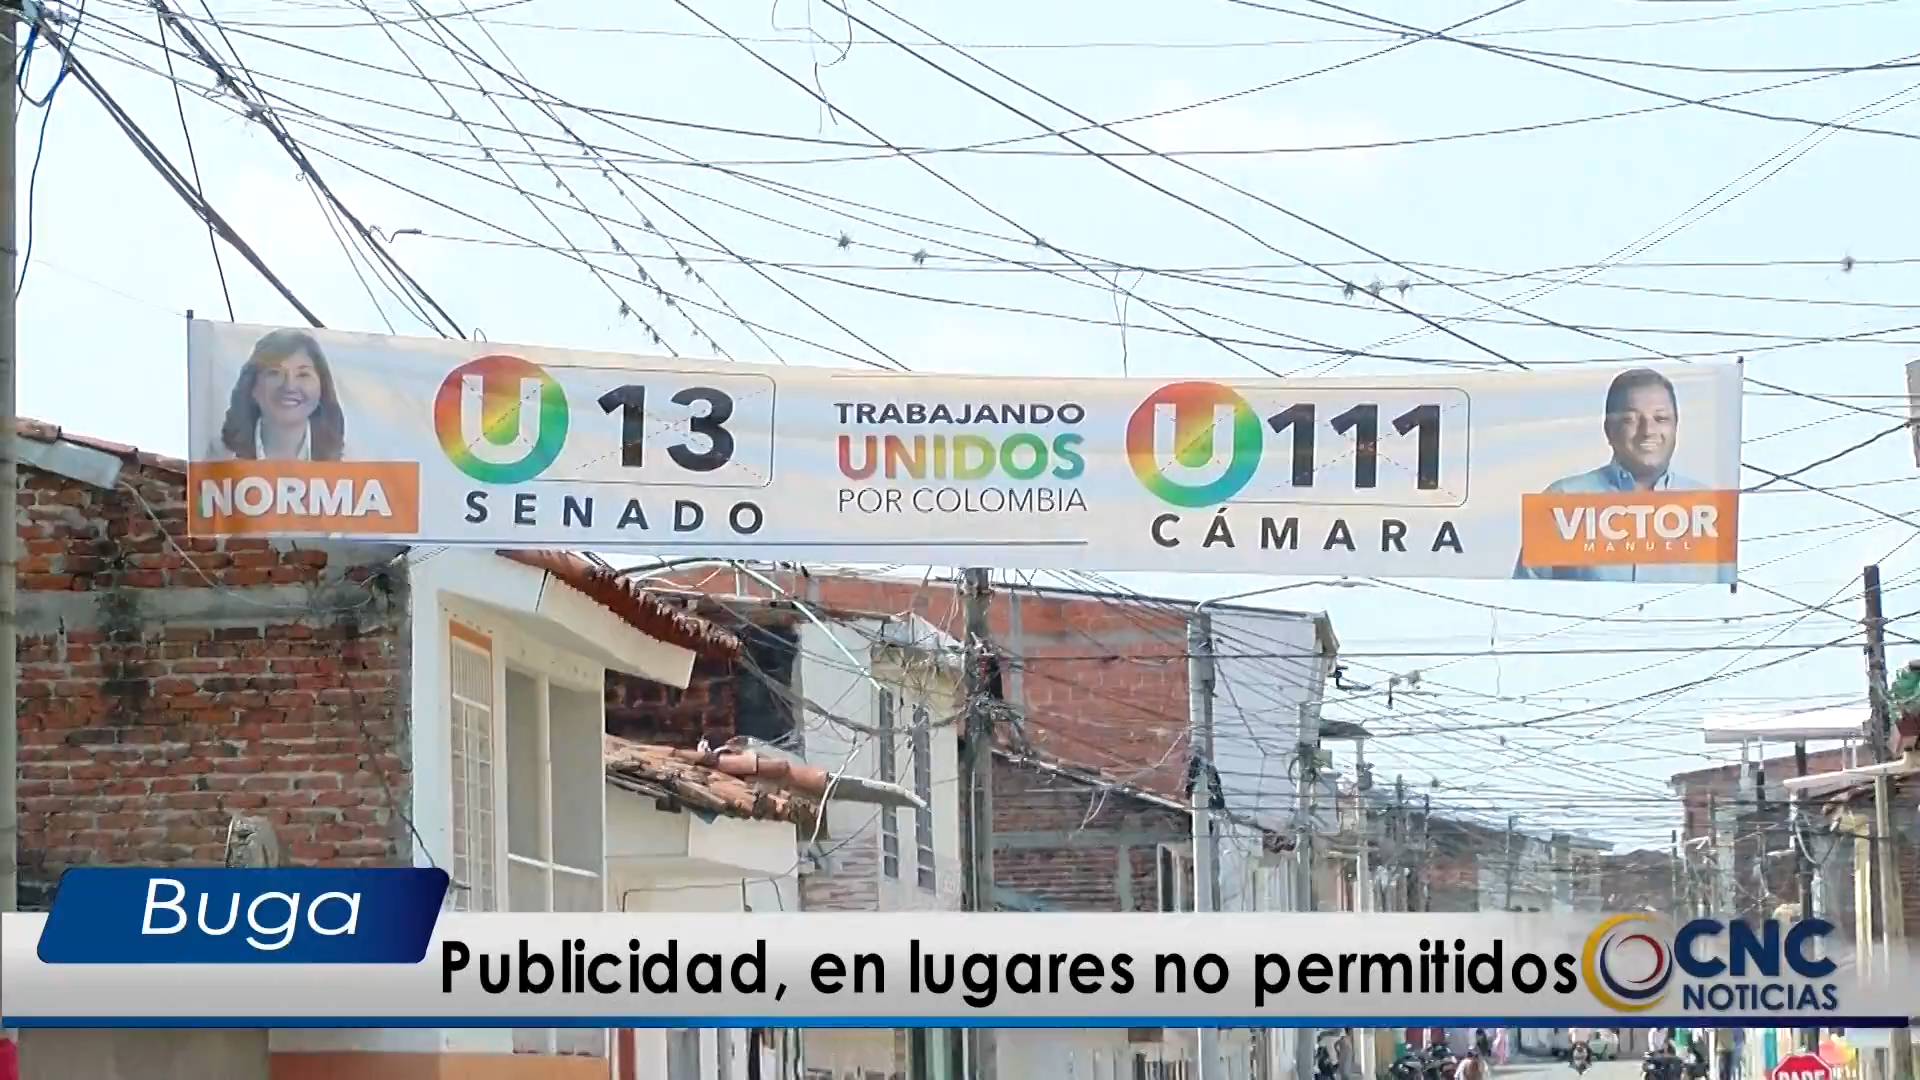 NORMA
U 13
SENADO
TRABAJANDO
UNIDOS
POR COLOMBIA
U 111
CÁMARA
VICTOR
MANUEL
Buga
Publicidad, en lugares no permitidos
CNC
NOTICIAS
PARE